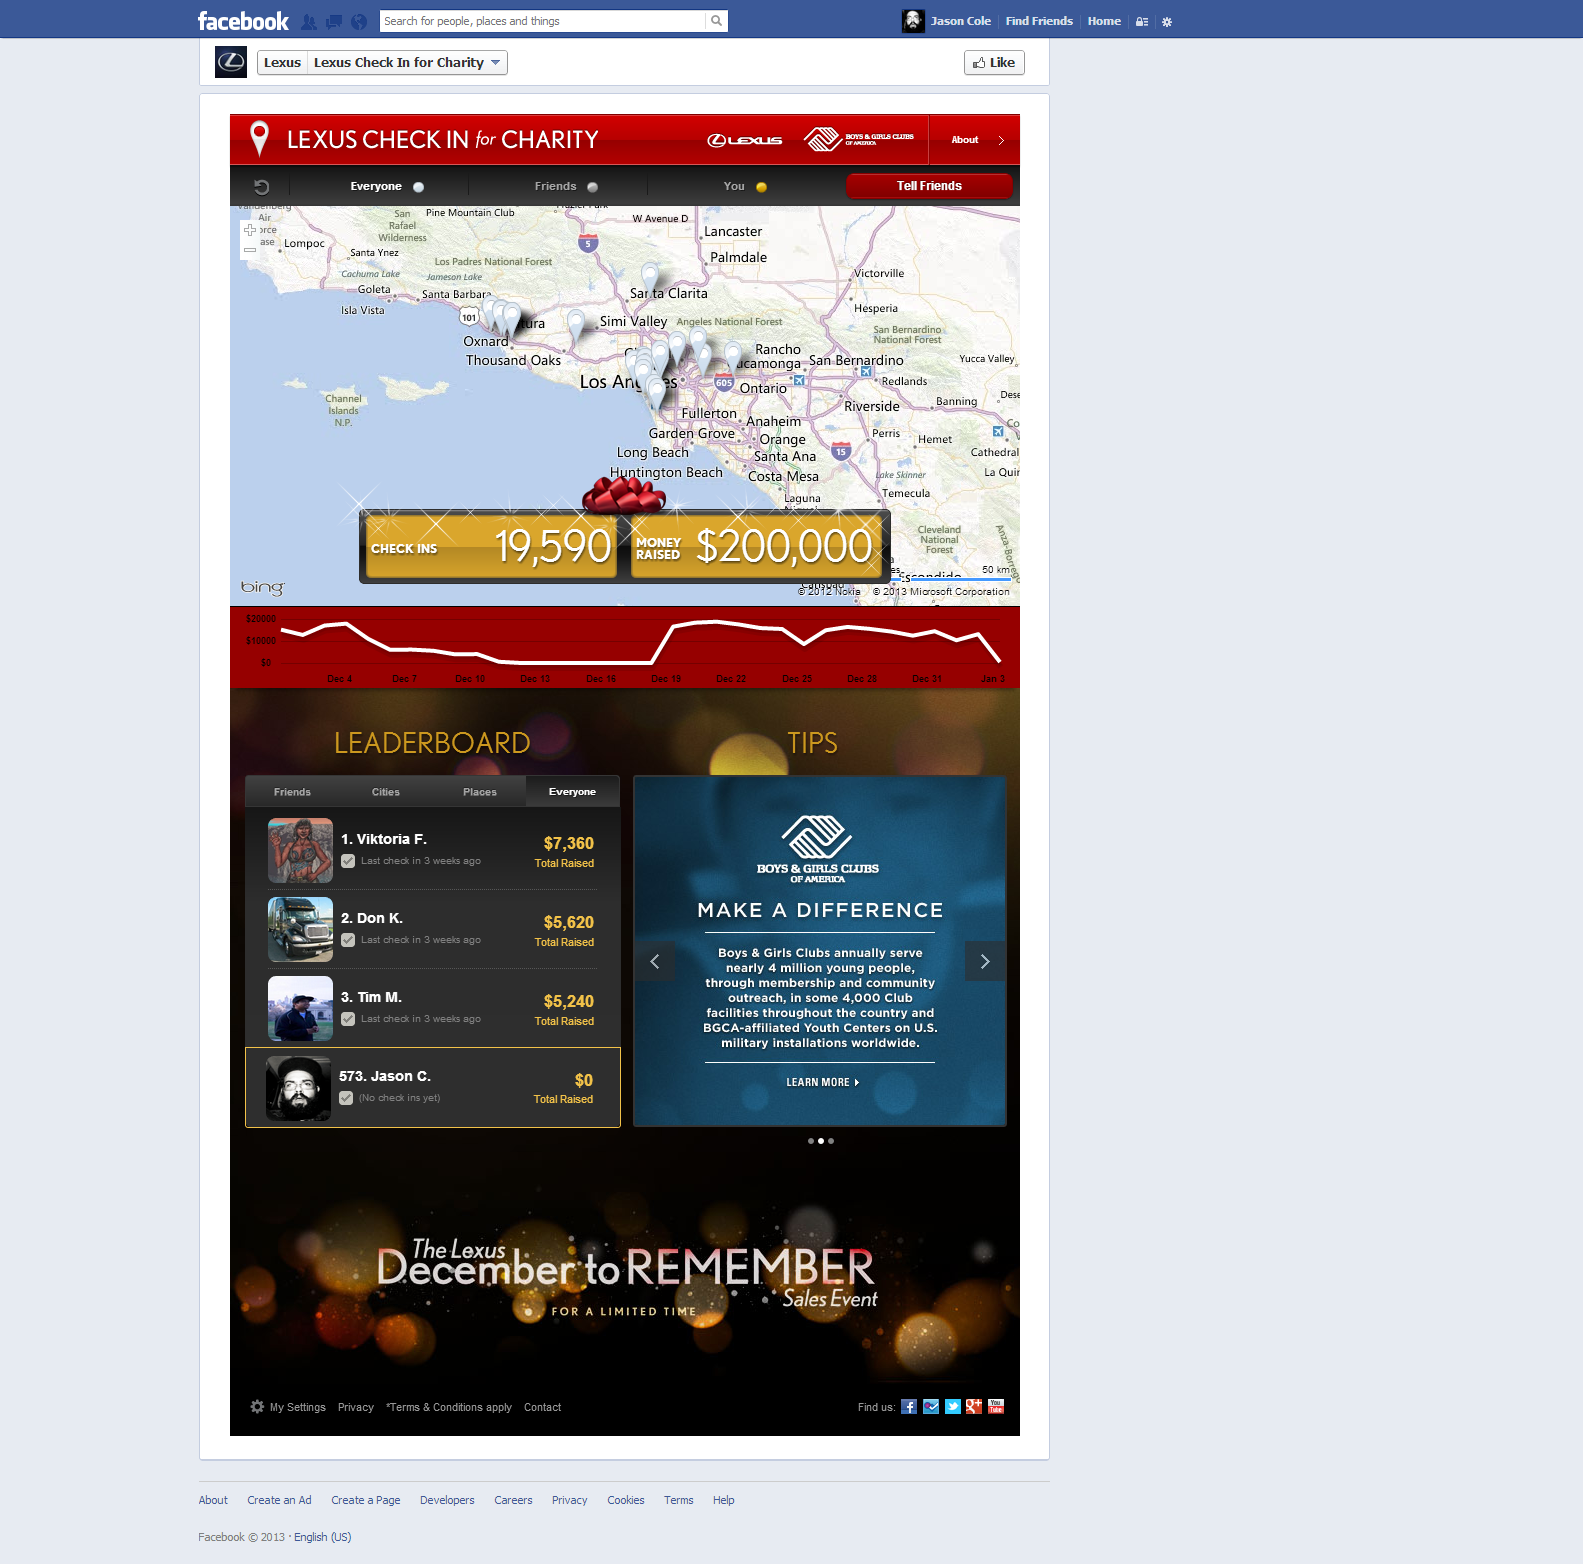 facebook
Search for people, places and things
Jason Cole
Find Friends
Home
Lexus
Lexus Check In for Charity
Like
LEXUS CHECK IN for CHARITY
LEXUS
BOYS & GIRLS CLUBS
OF AMERICA
About
Everyone
Friends
You
Tell Friends
Air
Lompoc
Santa Ynez
Cachuma Lake
Goleta
Isla Vista
San
Rafael
Wilderness
Pine Mountain Club
Los Padres National Forest
Jameson Lake
Santa Barbara
101
Oxnard
Thousand Oaks
5
W Avenue D
Lancaster
Palmdale
Santa Clarita
Simi Valley
Angeles National Forest
Victorville
Hesperia
San Bernardino
National Forest
Yucca Valley
Rancho
San Bernardino
Redlands
Los Angeles
605
Ontario
Riverside
Banning
Channel
Islands
N.P.
Fullerton
Anaheim
Garden Grove
Orange
Perris
Hemet
Long Beach
Santa Ana
15
Cathedral
Huntington Beach
Costa Mesa
Lake Skinner
La Quin
Laguna
Temecula
Cleveland
National
Forest
CHECK INS
19,590
MONEY
RAISED
$200,000
bing
50 km
© 2012 Nokia
© 2013 Microsoft Corporation
$20000
$10000
$0
Dec 4
Dec 7
Dec 10
Dec 13
Dec 16
Dec 19
Dec 22
Dec 25
Dec 28
Dec 31
Jan 3
LEADERBOARD
Friends
Cities
Places
Everyone
1. Viktoria F.
Last check in 3 weeks ago
$7,360
Total Raised
2. Don K.
Last check in 3 weeks ago
$5,620
Total Raised
3. Tim M.
Last check in 3 weeks ago
$5,240
Total Raised
573. Jason C.
(No check ins yet)
$0
Total Raised
TIPS
BOYS & GIRLS CLUBS
OF AMERICA
MAKE A DIFFERENCE
Boys & Girls Clubs annually serve
nearly 4 million young people,
through membership and community
outreach, in some 4,000 Club
facilities throughout the country and
BGCA-affiliated Youth Centers on U.S.
military installations worldwide.
LEARN MORE
The Lexus
December to REMEMBER
Sales Event
FOR A LIMITED TIME
My Settings
Privacy
*Terms & Conditions apply
Contact
Find us:
You
Tube
About
Create an Ad
Create a Page
Developers
Careers
Privacy
Cookies
Terms
Help
Facebook © 2013 · English (US)